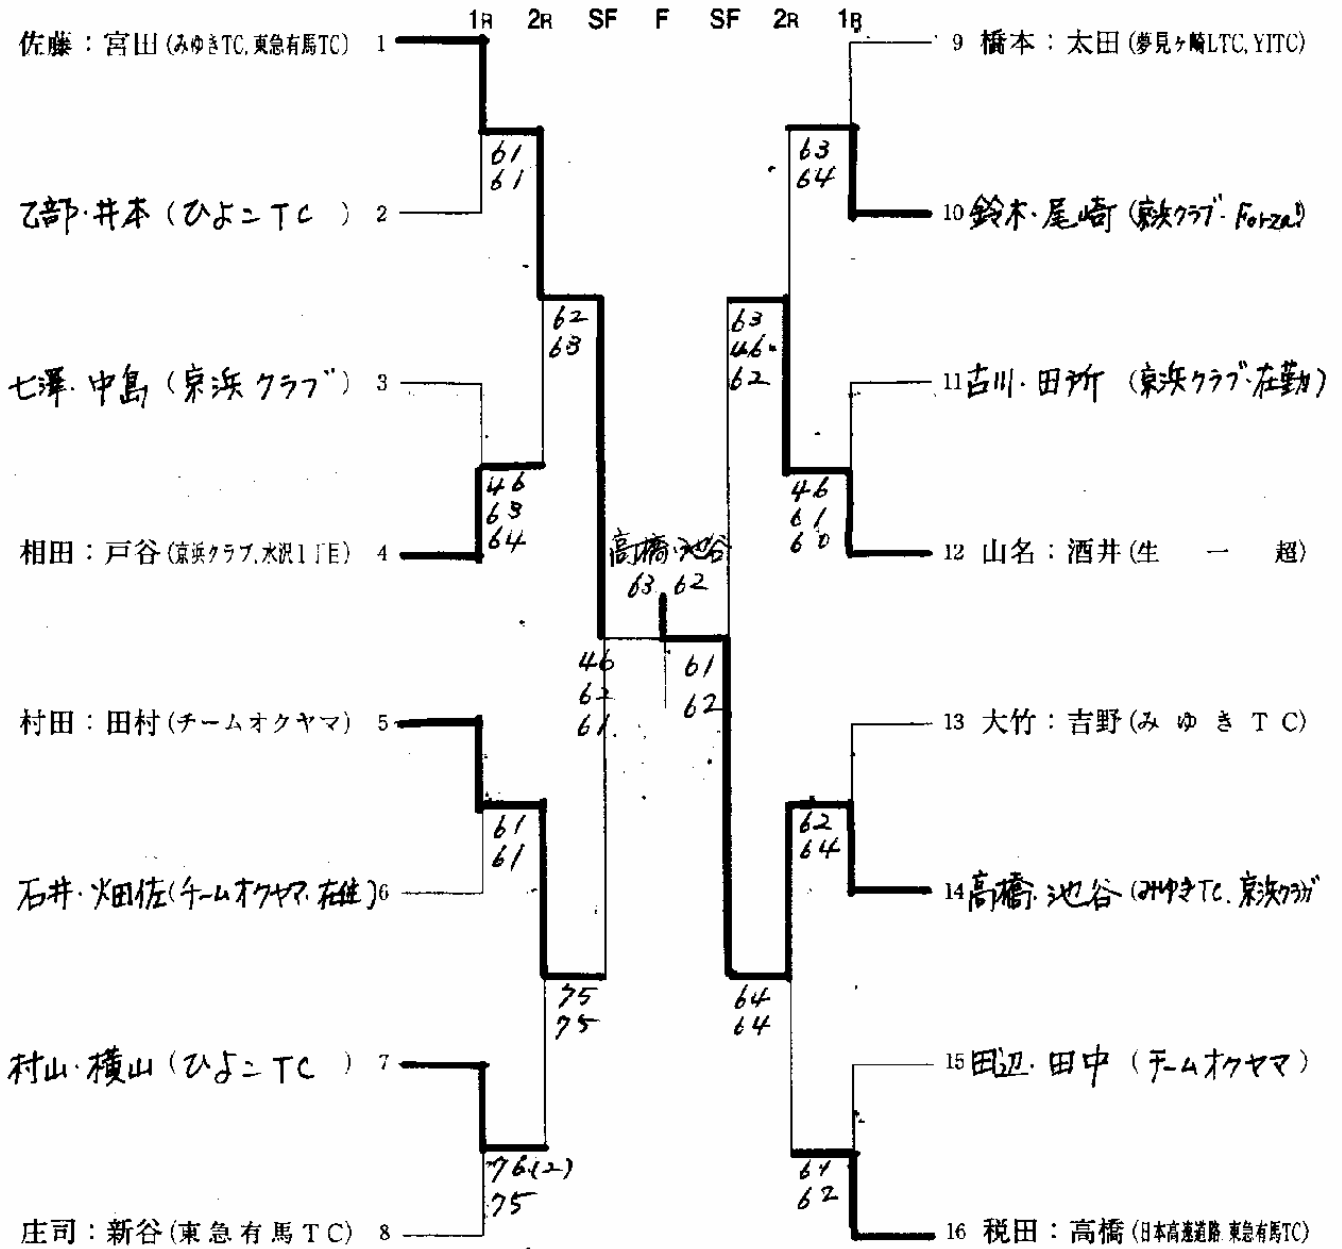 1R 2R SF F SF 2R 1R
佐藤：宮田(みゆきTC,東急有馬TC) 1
乙部・井本(ひよこTC ) 2
七澤・中島(京浜クラブ) 3
相田：戸谷(京浜クラブ,水沢1丁目) 4
村田：田村(チームオクヤマ) 5
石井・畑佐(チームオクヤマ・在住)6
村山・横山(ひよこTC ) 7
庄司：新谷(東急有馬TC) 8
61
61
46
63
64
61
61
76(2)
75
62
63
75
75
46
62
61
高橋・池谷
63 62
61
62
63
46
62
64
64
63
64
46
61
60
62
64
62
9 橋本：太田(夢見ヶ崎LTC,YITC)
10 鈴木・尾崎(京浜クラブ・Forza!)
11 古川・田所(京浜クラブ・在勤)
12 山名：酒井(生 一 超)
13 大竹：吉野(みゆきTC)
14 高橋・池谷(みゆきTC.京浜クラブ
15 田辺・田中(チームオクヤマ)
16 税田：高橋(日本高速道路,東急有馬TC)